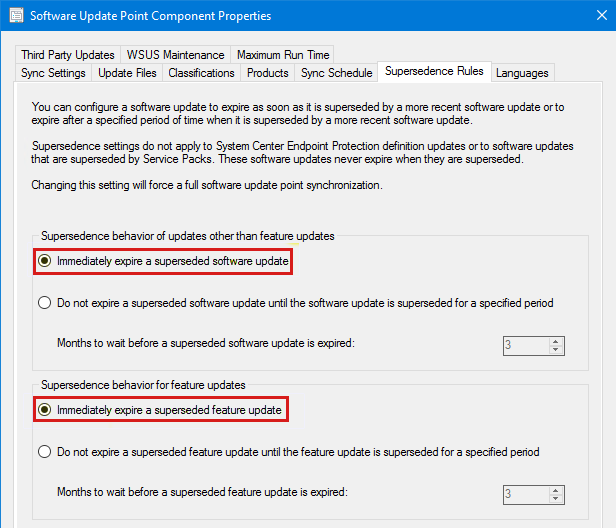 Software Update Point Component Properties
Third Party Updates WSUS Maintenance Maximum Run Time
Sync Settings Update Files Classifications Products Sync Schedule Supersedence Rules Languages
You can configure a software update to expire as soon as it is superseded by a more recent software update or to
expire after a specified period of time when it is superseded by a more recent software update.
Supersedence settings do not apply to System Center Endpoint Protection definition updates or to software updates
that are superseded by Service Packs. These software updates never expire when they are superseded.
Changing this setting will force a full software update point synchronization.
Supersedence behavior of updates other than feature updates
Immediately expire a superseded software update
Do not expire a superseded software update until the software update is superseded for a specified period
Months to wait before a superseded software update is expired: 3
Supersedence behavior for feature updates
Immediately expire a superseded feature update
Do not expire a superseded feature update until the feature update is superseded for a specified period
Months to wait before a superseded feature update is expired: 3